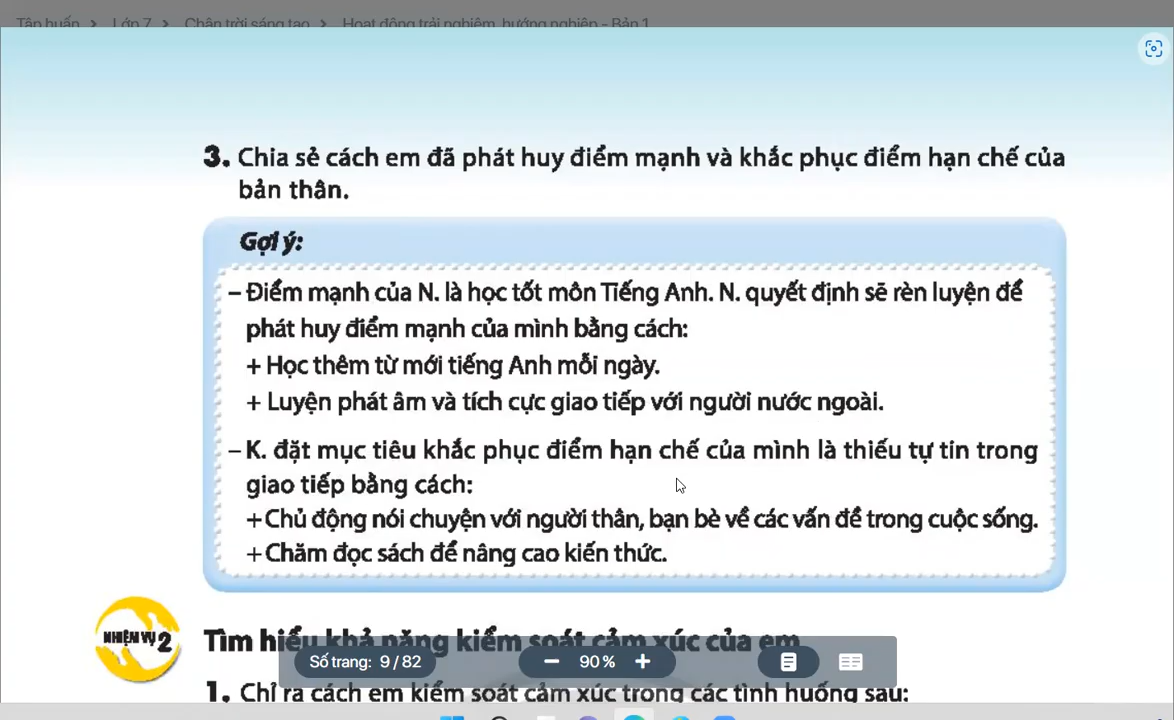 Tập huấn > Lớp 7 > Chân trời sáng tạo > Hoạt động trải nghiệm, hướng nghiệp - Bản 1
3. Chia sẻ cách em đã phát huy điểm mạnh và khắc phục điểm hạn chế của
bản thân.
Gợi ý:
– Điểm mạnh của N. là học tốt môn Tiếng Anh. N. quyết định sẽ rèn luyện để
phát huy điểm mạnh của mình bằng cách:
+ Học thêm từ mới tiếng Anh mỗi ngày.
+ Luyện phát âm và tích cực giao tiếp với người nước ngoài.
– K. đặt mục tiêu khắc phục điểm hạn chế của mình là thiếu tự tin trong
giao tiếp bằng cách:
+ Chủ động nói chuyện với người thân, bạn bè về các vấn đề trong cuộc sống.
+ Chăm đọc sách để nâng cao kiến thức.
NHIỆM VỤ 2
Tìm hiểu khả năng kiểm soát cảm xúc của em
Số trang: 9 / 82
90%
1. Chỉ ra cách em kiểm soát cảm xúc trong các tình huống sau: